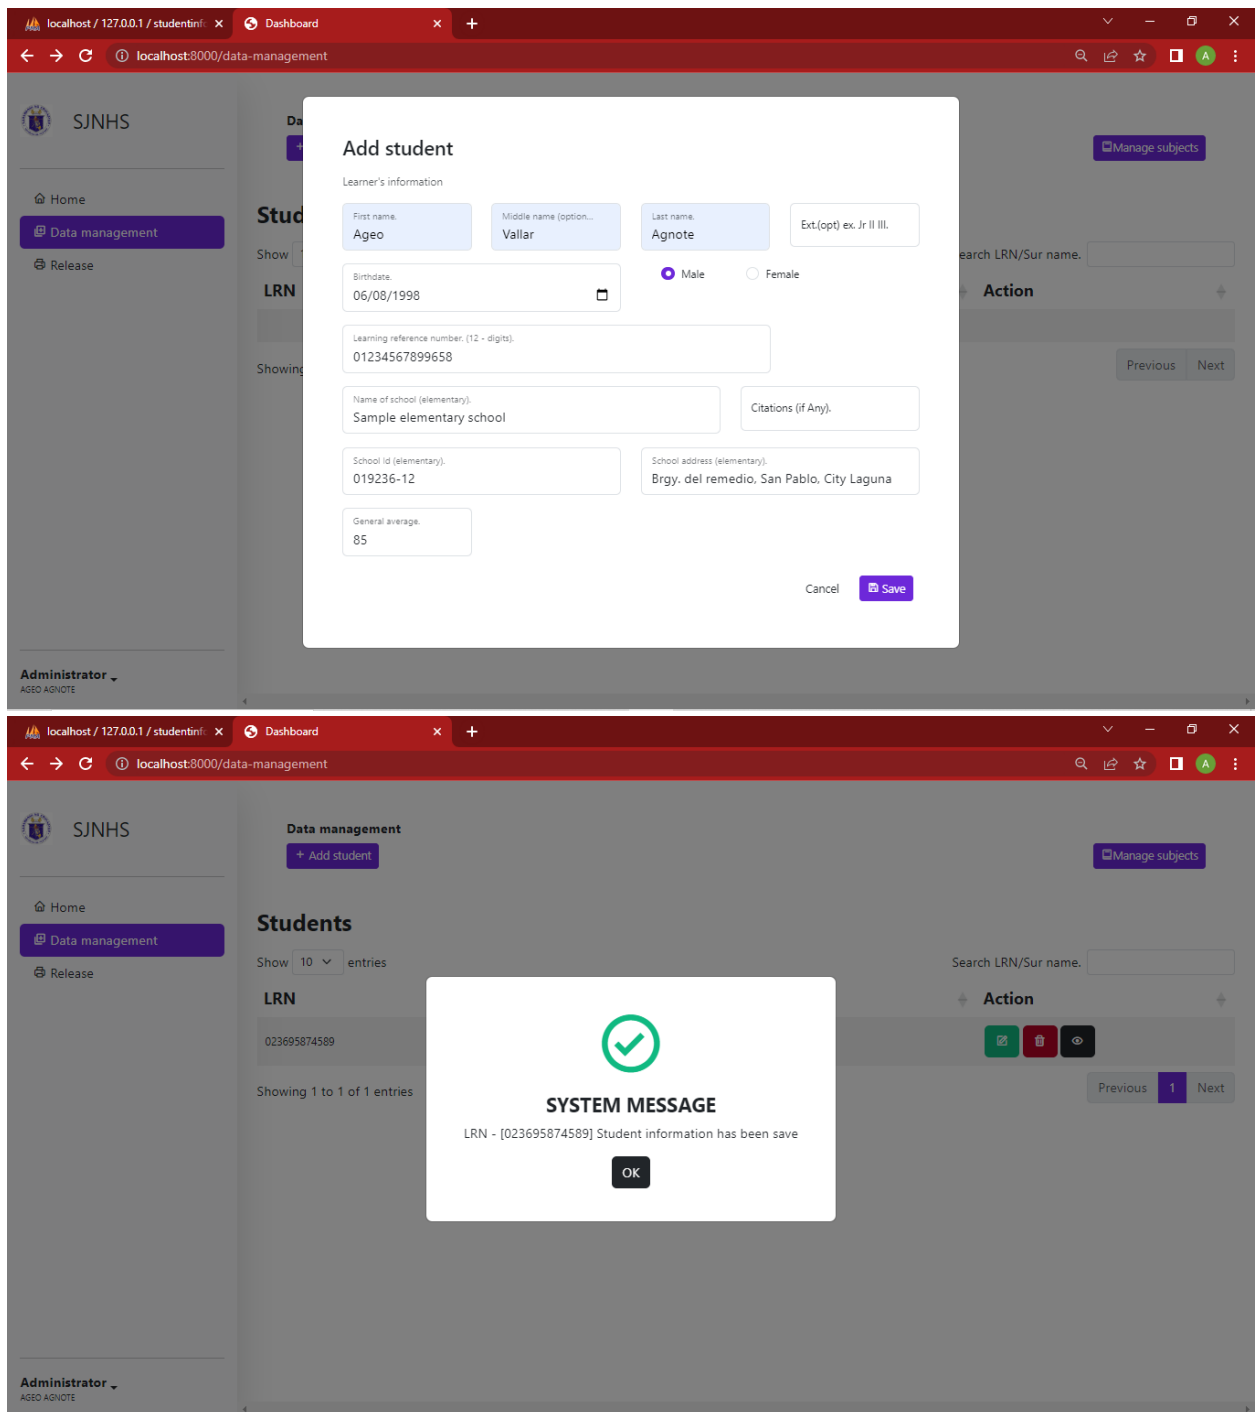 localhost / 127.0.0.1 / studentinfo
Dashboard
localhost:8000/data-management
A
SJNHS
Da
Manage subjects
Home
Data management
Release
Stud
Show
Search LRN/Sur name.
LRN
Action
Showing
Previous Next
Add student
Learner's information
First name.
Ageo
Middle name (option...
Vallar
Last name.
Agnote
Ext.(opt) ex. Jr II III.
Birthdate.
06/08/1998
Male Female
Learning reference number. (12 - digits).
01234567899658
Name of school (elementary).
Sample elementary school
Citations (if Any).
School Id (elementary).
019236-12
School address (elementary).
Brgy. del remedio, San Pablo, City Laguna
General average.
85
Cancel Save
Administrator
AGEO AGNOTE
localhost / 127.0.0.1 / studentinfo
Dashboard
localhost:8000/data-management
A
SJNHS
Data management
+ Add student
Manage subjects
Home
Data management
Release
Students
Show 10 entries
Search LRN/Sur name.
LRN
Action
023695874589
Showing 1 to 1 of 1 entries
Previous 1 Next
SYSTEM MESSAGE
LRN - [023695874589] Student information has been save
OK
Administrator
AGEO AGNOTE